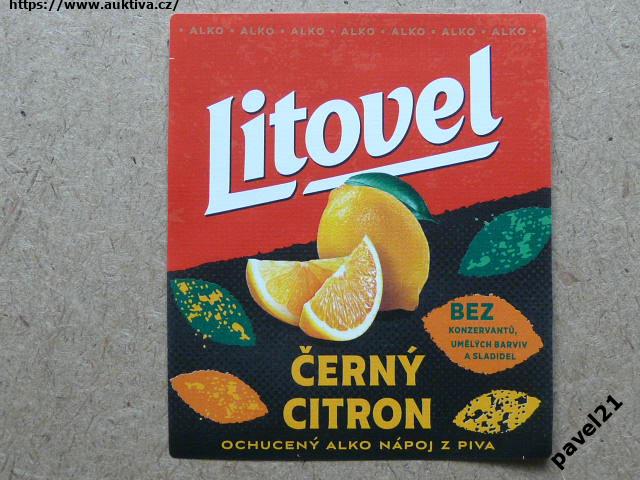 https://www.auktiva.cz/
• ALKO • ALKO • ALKO • ALKO • ALKO • ALKO • ALKO •
Litovel
BEZ
KONZERVANTŮ,
UMĚLÝCH BARVIV
A SLADIDEL
ČERNÝ
CITRON
OCHUCENÝ ALKO NÁPOJ Z PIVA
pavel21